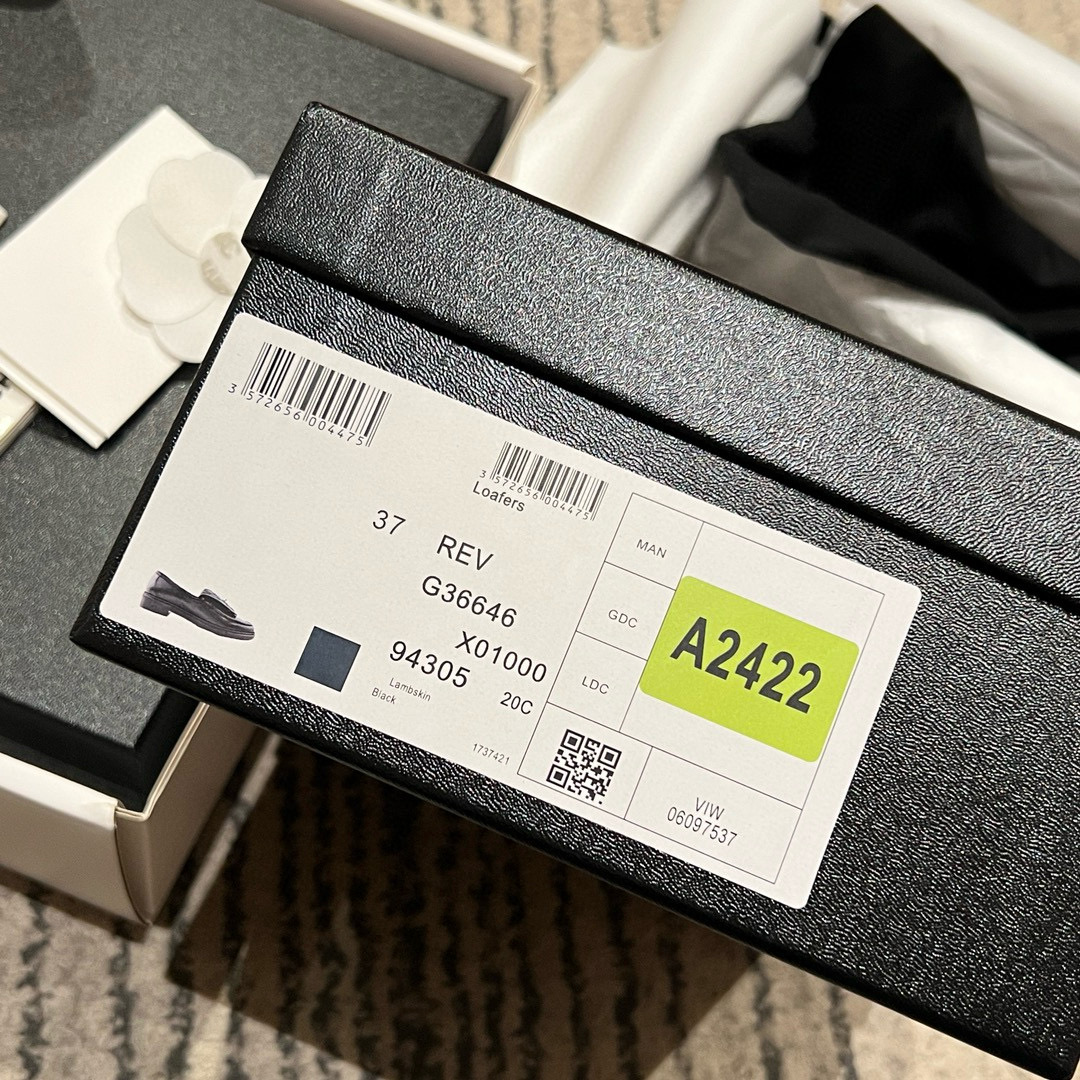 3 572656 004475
3 572656 004475
Loafers
37 REV
G36646
X01000
94305
20C
Lambskin
Black
1737421
MAN
GDC
LDC
A2422
VIW
06097537